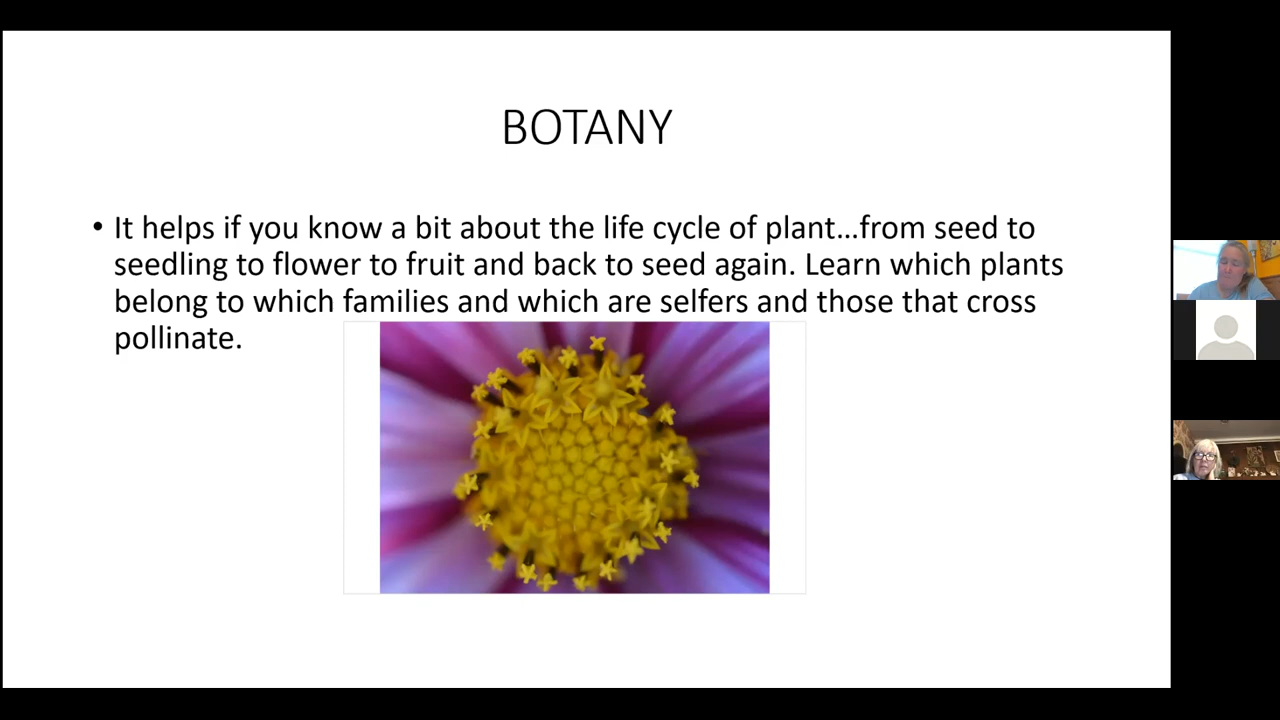 BOTANY
• It helps if you know a bit about the life cycle of plant…from seed to
seedling to flower to fruit and back to seed again. Learn which plants
belong to which families and which are selfers and those that cross
pollinate.